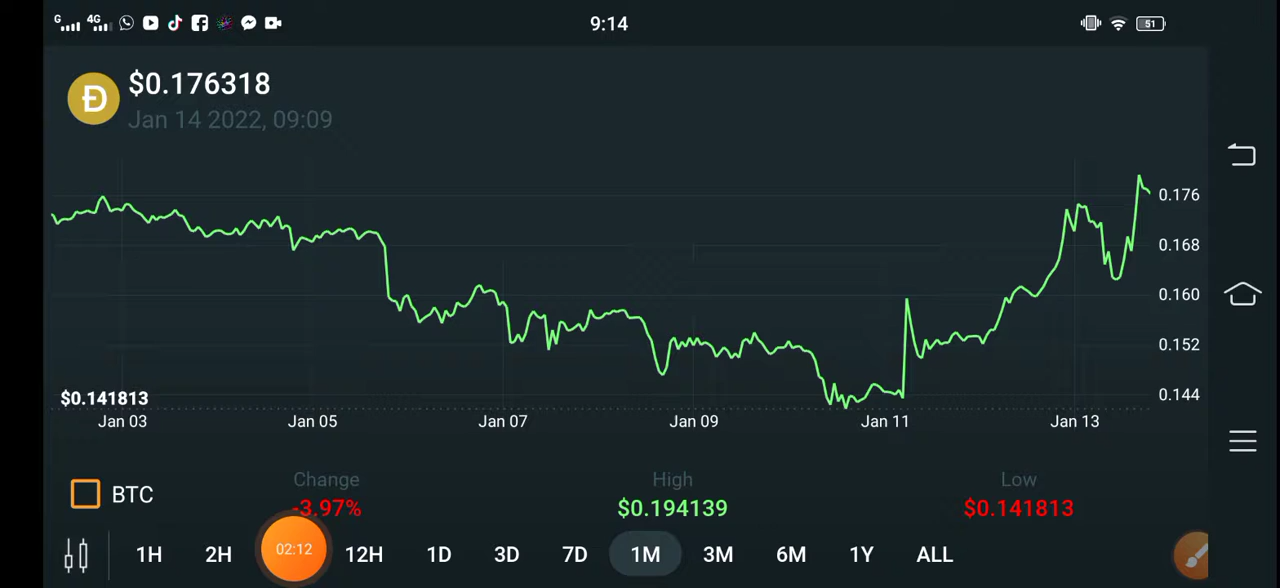 G 4G 9:14 51
$0.176318
Jan 14 2022, 09:09
0.176
0.168
0.160
0.152
0.144
$0.141813
Jan 03 Jan 05 Jan 07 Jan 09 Jan 11 Jan 13
Change High Low
BTC -3.97% $0.194139 $0.141813
1H 2H 02:12 12H 1D 3D 7D 1M 3M 6M 1Y ALL